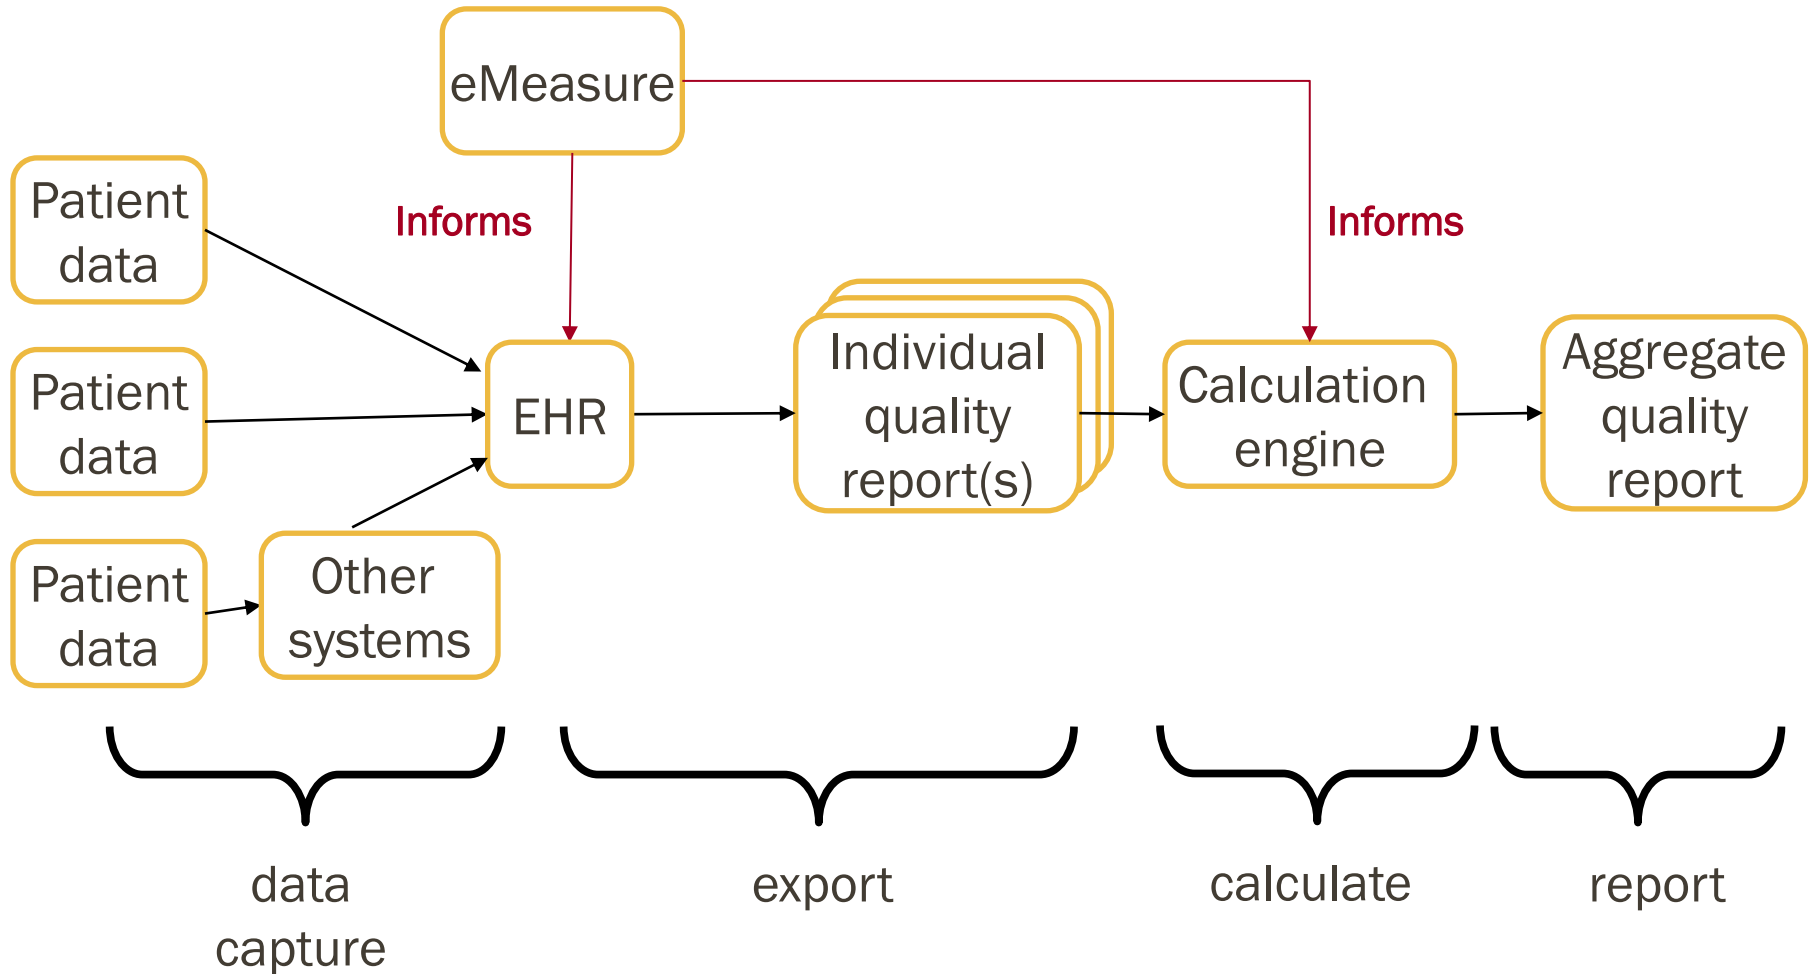 eMeasure
Informs
Informs
Patient
data
Patient
data
Patient
data
Other
systems
EHR
Individual
quality
report(s)
Calculation
engine
Aggregate
quality
report
data
capture
export
calculate
report